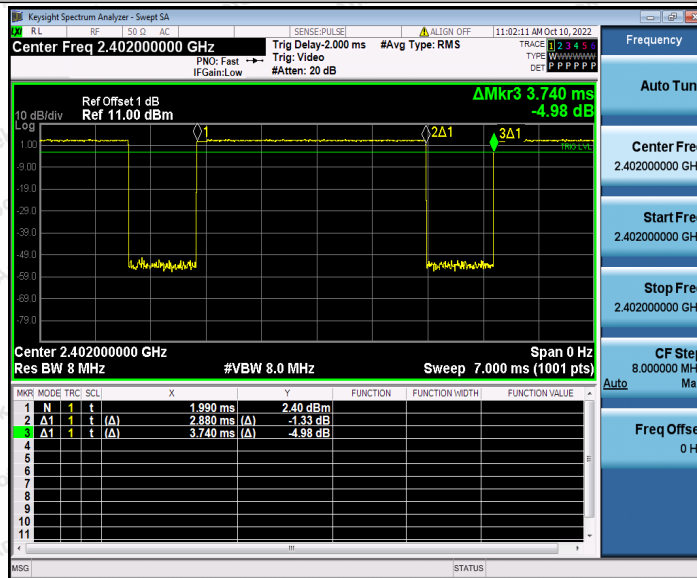 Keysight Spectrum Analyzer - Swept SA
RL RF 50 Ω AC SENSE:PULSE ALIGN OFF 11:02:11 AM Oct 10, 2022
Center Freq 2.402000000 GHz
PNO: Fast
IFGain:Low
Trig Delay-2.000 ms
Trig: Video
#Atten: 20 dB
#Avg Type: RMS
TRACE 1 2 3 4 5 6
TYPE WWWWWW
DET P P P P P P
ΔMkr3 3.740 ms
-4.98 dB
Ref Offset 1 dB
Ref 11.00 dBm
10 dB/div
Log
1
2Δ1
3Δ1
TRIG LVL
1.00
-9.00
-19.0
-29.0
-39.0
-49.0
-59.0
-69.0
-79.0
Center 2.402000000 GHz Span 0 Hz
Res BW 8 MHz #VBW 8.0 MHz Sweep 7.000 ms (1001 pts)
MKR MODE TRC SCL X Y FUNCTION FUNCTION WIDTH FUNCTION VALUE
1 N 1 t 1.990 ms 2.40 dBm
2 Δ1 1 t (Δ) 2.880 ms (Δ) -1.33 dB
3 Δ1 1 t (Δ) 3.740 ms (Δ) -4.98 dB
4
5
6
7
8
9
10
11
MSG STATUS
Frequency
Auto Tun
Center Fre
2.402000000 GH
Start Fre
2.402000000 GH
Stop Fre
2.402000000 GH
CF Step
8.000000 MH
Auto Ma
Freq Offse
0 H